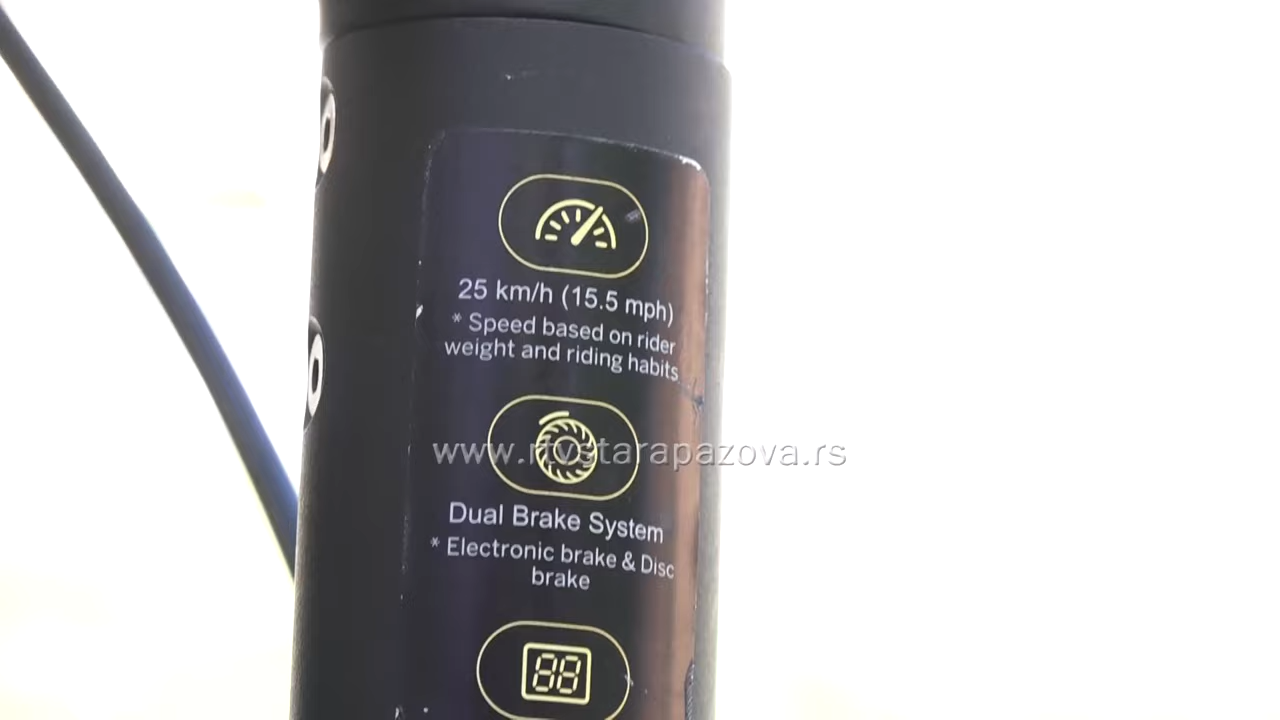 25 km/h (15.5 mph)
* Speed based on rider
weight and riding habits
www.rtvstarapazova.rs
Dual Brake System
* Electronic brake & Disc
brake
88